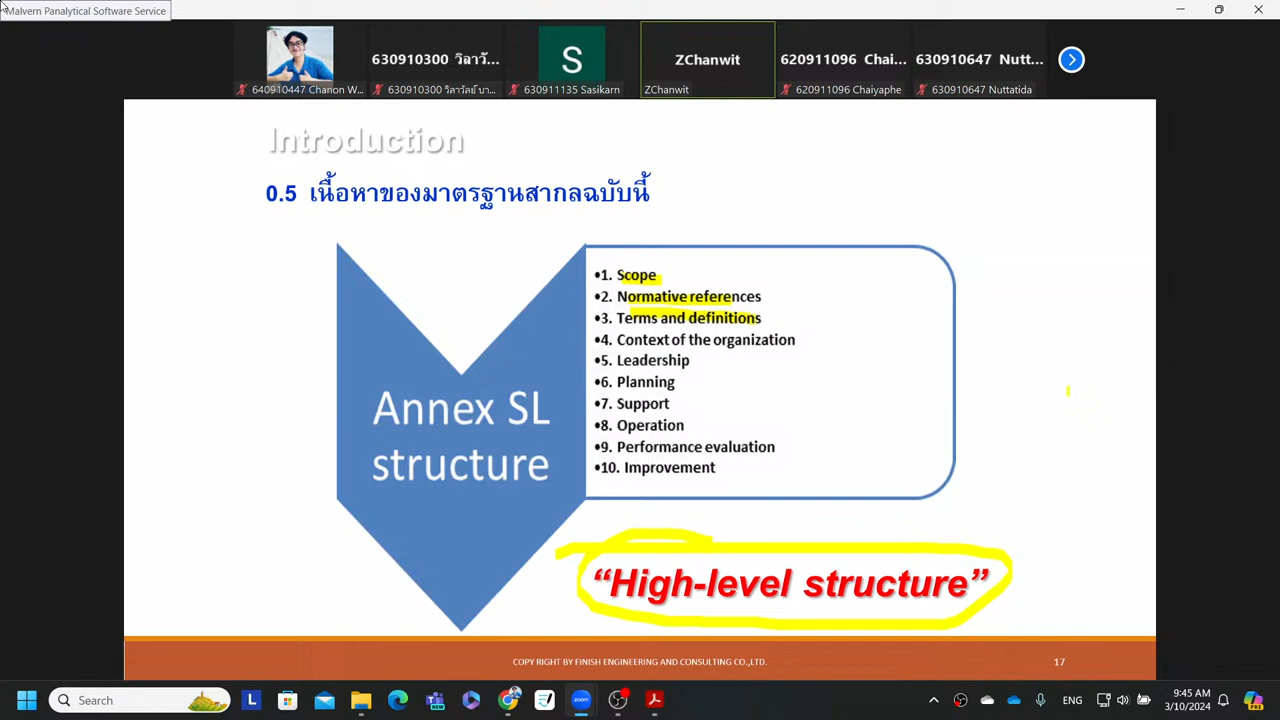 Malvern Panalytical Software Service
630910300 วิลาวั...
S
ZChanwit
620911096 Chai...
630910647 Nutt...
640910447 Chanon W...
630910300 วิลาวัลย์ บา...
630911135 Sasikarn
ZChanwit
620911096 Chaiyaphe
630910647 Nuttatida
Introduction
0.5 เนื้อหาของมาตรฐานสากลฉบับนี้
•1. Scope
•2. Normative references
•3. Terms and definitions
•4. Context of the organization
•5. Leadership
•6. Planning
•7. Support
•8. Operation
•9. Performance evaluation
•10. Improvement
Annex SL
structure
“High-level structure”
COPY RIGHT BY FINISH ENGINEERING AND CONSULTING CO.,LTD.
17
Search
L
NEW
zoom
ENG
9:45 AM
3/10/2024
PRE